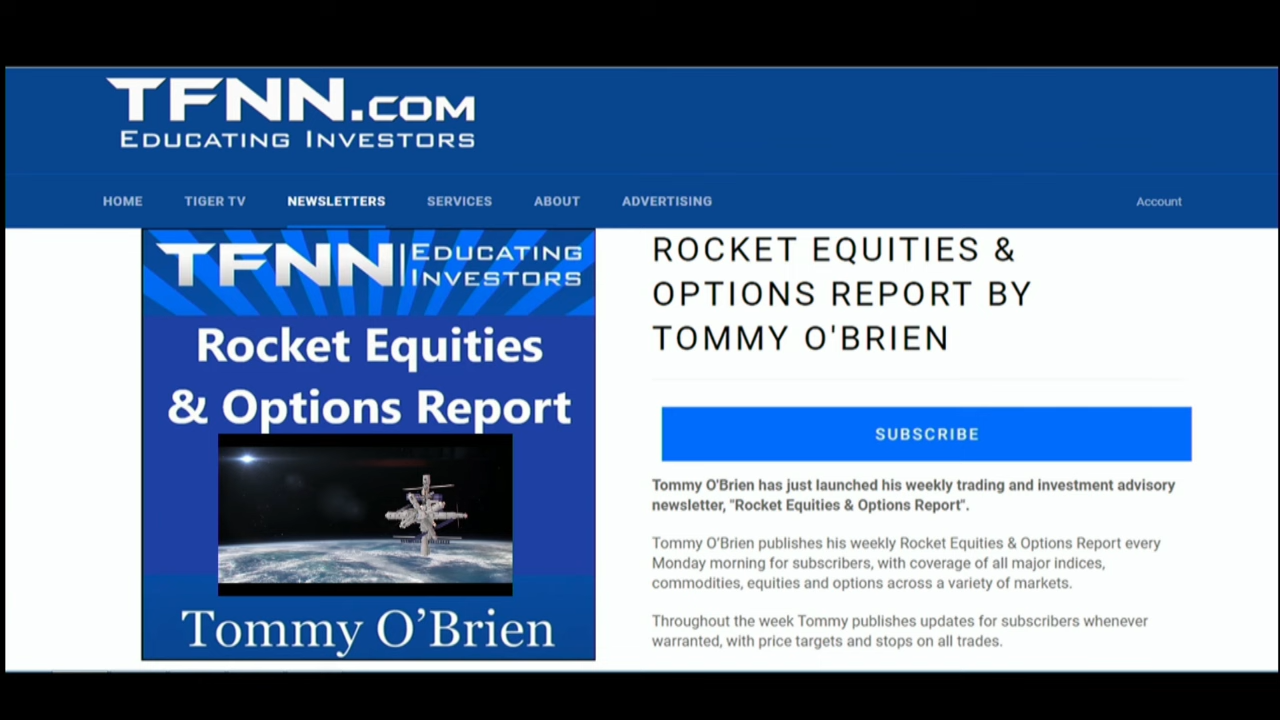 TFNN.COM
EDUCATING INVESTORS
HOME TIGER TV NEWSLETTERS SERVICES ABOUT ADVERTISING Account
TFNN EDUCATING
INVESTORS
Rocket Equities
& Options Report
Tommy O’Brien
ROCKET EQUITIES &
OPTIONS REPORT BY
TOMMY O'BRIEN
SUBSCRIBE
Tommy O'Brien has just launched his weekly trading and investment advisory
newsletter, "Rocket Equities & Options Report".
Tommy O’Brien publishes his weekly Rocket Equities & Options Report every
Monday morning for subscribers, with coverage of all major indices,
commodities, equities and options across a variety of markets.
Throughout the week Tommy publishes updates for subscribers whenever
warranted, with price targets and stops on all trades.